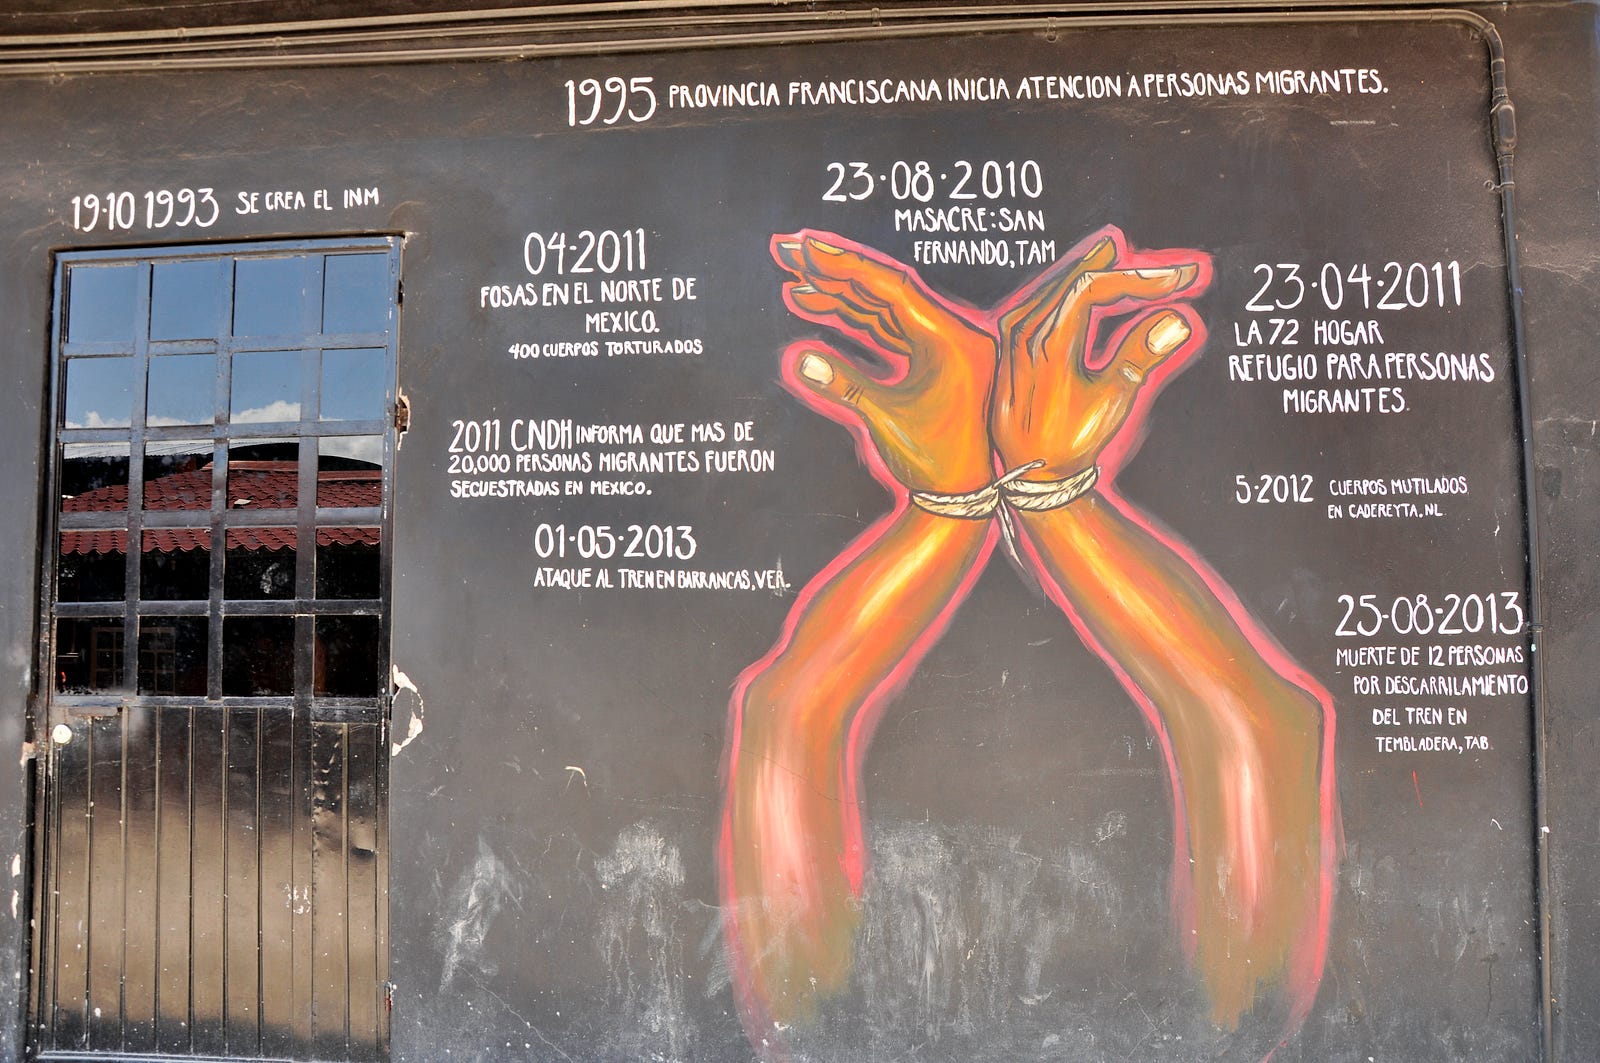 1995 PROVINCIA FRANCISCANA INICIA ATENCION A PERSONAS MIGRANTES.
19·10 1993 SE CREA EL INM
23·08·2010
MASACRE: SAN
FERNANDO, TAM
04·2011
FOSAS EN EL NORTE DE
MEXICO.
400 CUERPOS TORTURADOS
23·04·2011
LA 72 HOGAR
REFUGIO PARA PERSONAS
MIGRANTES.
2011 CNDH INFORMA QUE MAS DE
20,000 PERSONAS MIGRANTES FUERON
SECUESTRADAS EN MEXICO.
5·2012 CUERPOS MUTILADOS
EN CADEREYTA. NL
01·05·2013
ATAQUE AL TREN EN BARRANCAS, VER.
25·08·2013
MUERTE DE 12 PERSONAS
POR DESCARRILAMIENTO
DEL TREN EN
TEMBLADERA, TAB.